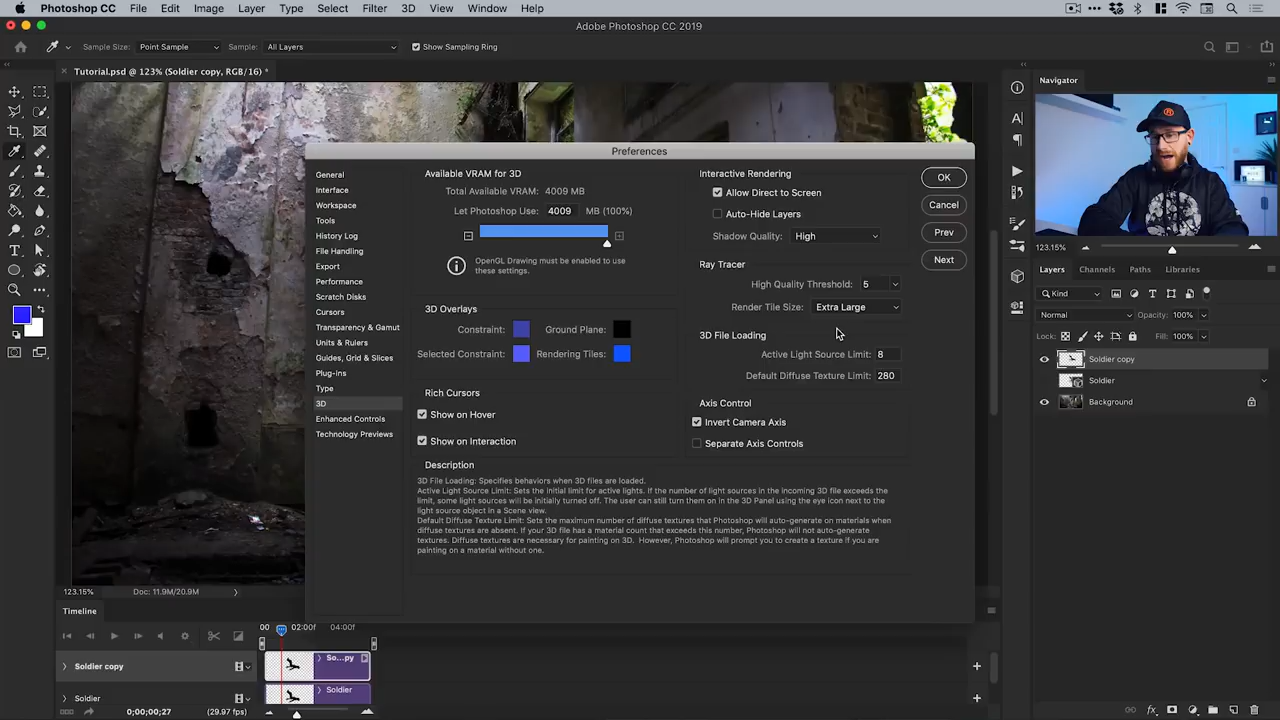 File Edit Image Layer Type Select Filter 3D View Window Help
Adobe Photoshop CC 2019
Sample Size: Point Sample Sample: All Layers Show Sampling Ring
Tutorial.psd @ 123% (Soldier copy, RGB/16) *
Preferences
General
Interface
Workspace
Tools
History Log
File Handling
Export
Performance
Scratch Disks
Cursors
Transparency & Gamut
Units & Rulers
Guides, Grid & Slices
Plug-ins
Type
3D
Enhanced Controls
Technology Previews
Available VRAM for 3D
Total Available VRAM: 4009 MB
Let Photoshop Use: 4009 MB (100%)
OpenGL Drawing must be enabled to use
these settings.
3D Overlays
Constraint: Ground Plane:
Selected Constraint: Rendering Tiles:
Rich Cursors
Show on Hover
Show on Interaction
Interactive Rendering
Allow Direct to Screen
Auto-Hide Layers
Shadow Quality: High
Ray Tracer
High Quality Threshold: 5
Render Tile Size: Extra Large
3D File Loading
Active Light Source Limit: 8
Default Diffuse Texture Limit: 280
Axis Control
Invert Camera Axis
Separate Axis Controls
OK
Cancel
Prev
Next
Description
3D File Loading: Specifies behaviors when 3D files are loaded.
Active Light Source Limit: Sets the initial limit for active lights. If the number of light sources in the incoming 3D file exceeds the
limit, some light sources will be initially turned off. The user can still turn them on in the 3D Panel using the eye icon next to the
light source object in a Scene view.
Default Diffuse Texture Limit: Sets the maximum number of diffuse textures that Photoshop will auto-generate on materials when
diffuse textures are absent. If your 3D file has a material count that exceeds this number, Photoshop will not auto-generate
textures. Diffuse textures are necessary for painting on 3D. However, Photoshop will prompt you to create a texture if you are
painting on a material without one.
Navigator
123.15%
Layers Channels Paths Libraries
Kind
Normal Opacity: 100%
Lock: Fill: 100%
Soldier copy
Soldier
Background
123.15% Doc: 11.9M/20.9M
Timeline
00 02:00f 04:00f
Soldier copy So...py
Soldier Soldier
0;00;00;27 (29.97 fps)